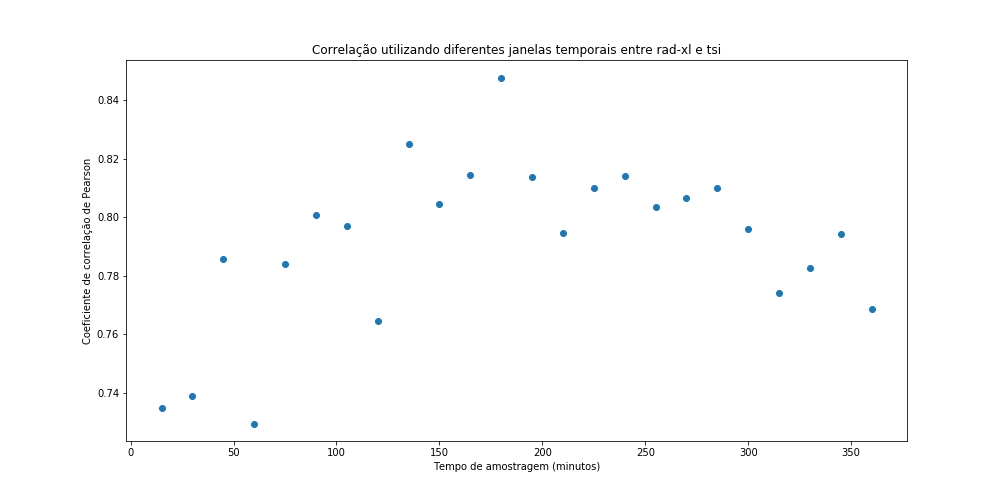 Correlação utilizando diferentes janelas temporais entre rad-xl e tsi
Coeficiente de correlação de Pearson
0.84
0.82
0.80
0.78
0.76
0.74
0 50 100 150 200 250 300 350
Tempo de amostragem (minutos)